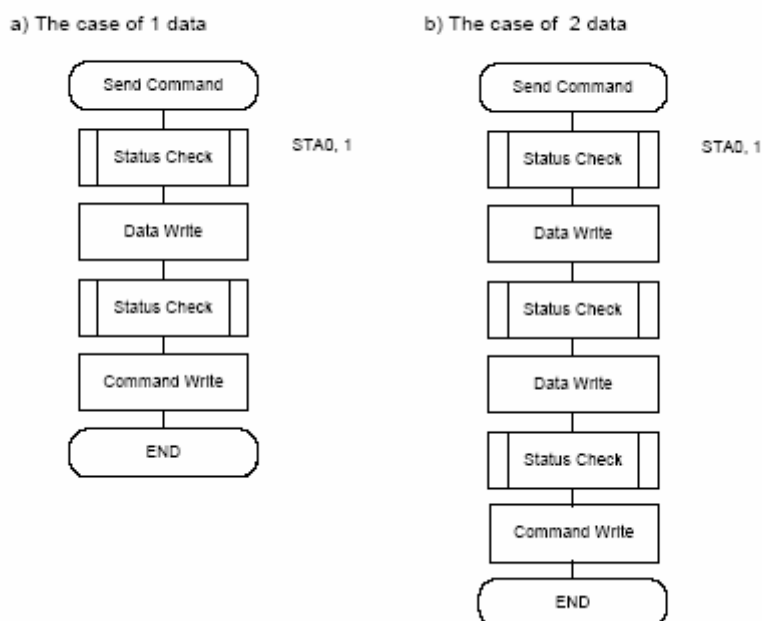 a) The case of 1 data
Send Command
Status Check
STA0, 1
Data Write
Status Check
Command Write
END
b) The case of 2 data
Send Command
Status Check
STA0, 1
Data Write
Status Check
Data Write
Status Check
Command Write
END